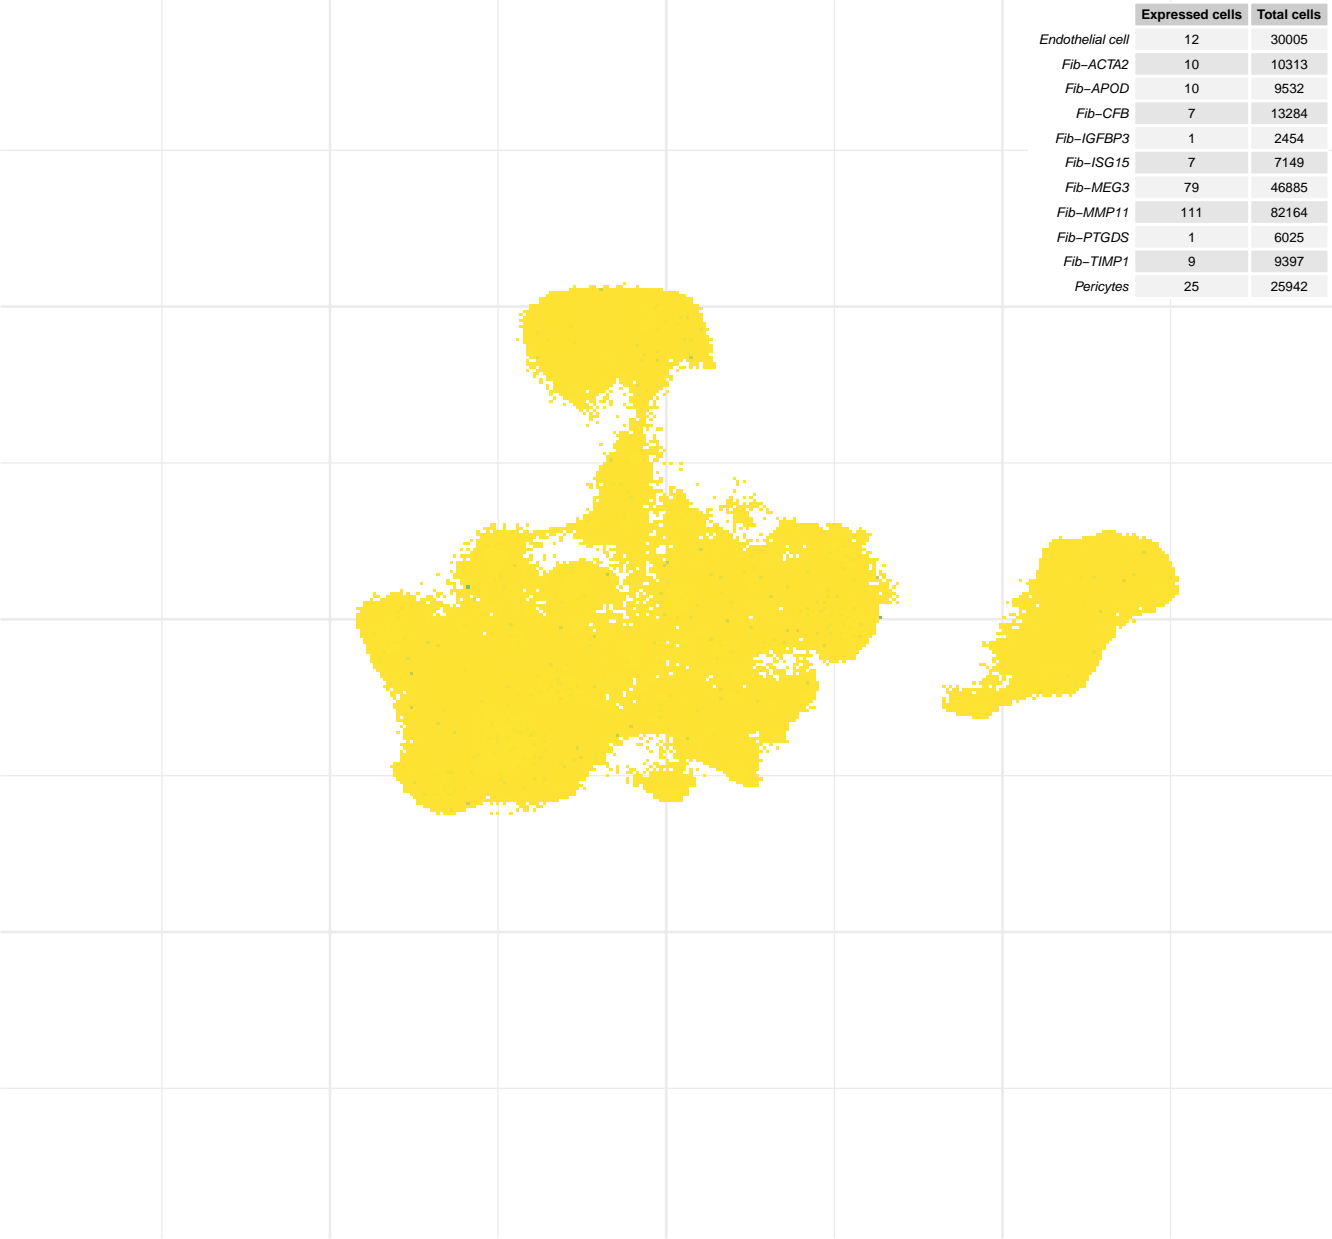 Expressed cells Total cells
Endothelial cell 12 30005
Fib−ACTA2 10 10313
Fib−APOD 10 9532
Fib−CFB 7 13284
Fib−IGFBP3 1 2454
Fib−ISG15 7 7149
Fib−MEG3 79 46885
Fib−MMP11 111 82164
Fib−PTGDS 1 6025
Fib−TIMP1 9 9397
Pericytes 25 25942